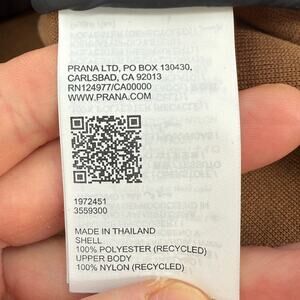 PRANA LTD, PO BOX 130430,
CARLSBAD, CA 92013
RN124977/CA00000
WWW.PRANA.COM
1972451
3559300
MADE IN THAILAND
SHELL
100% POLYESTER (RECYCLED)
UPPER BODY
100% NYLON (RECYCLED)